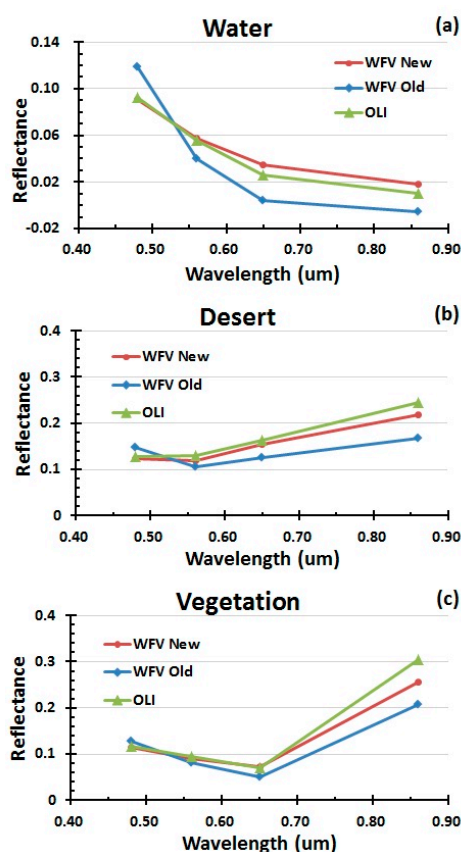 Water
(a)
0.14
0.10
0.06
0.02
-0.02
Reflectance
WFV New
WFV Old
OLI
0.40 0.50 0.60 0.70 0.80 0.90
Wavelength (um)
Desert
(b)
0.4
0.3
0.2
0.1
0
Reflectance
WFV New
WFV Old
OLI
0.40 0.50 0.60 0.70 0.80 0.90
Wavelength (um)
Vegetation
(c)
0.4
0.3
0.2
0.1
0
Reflectance
WFV New
WFV Old
OLI
0.40 0.50 0.60 0.70 0.80 0.90
Wavelength (um)